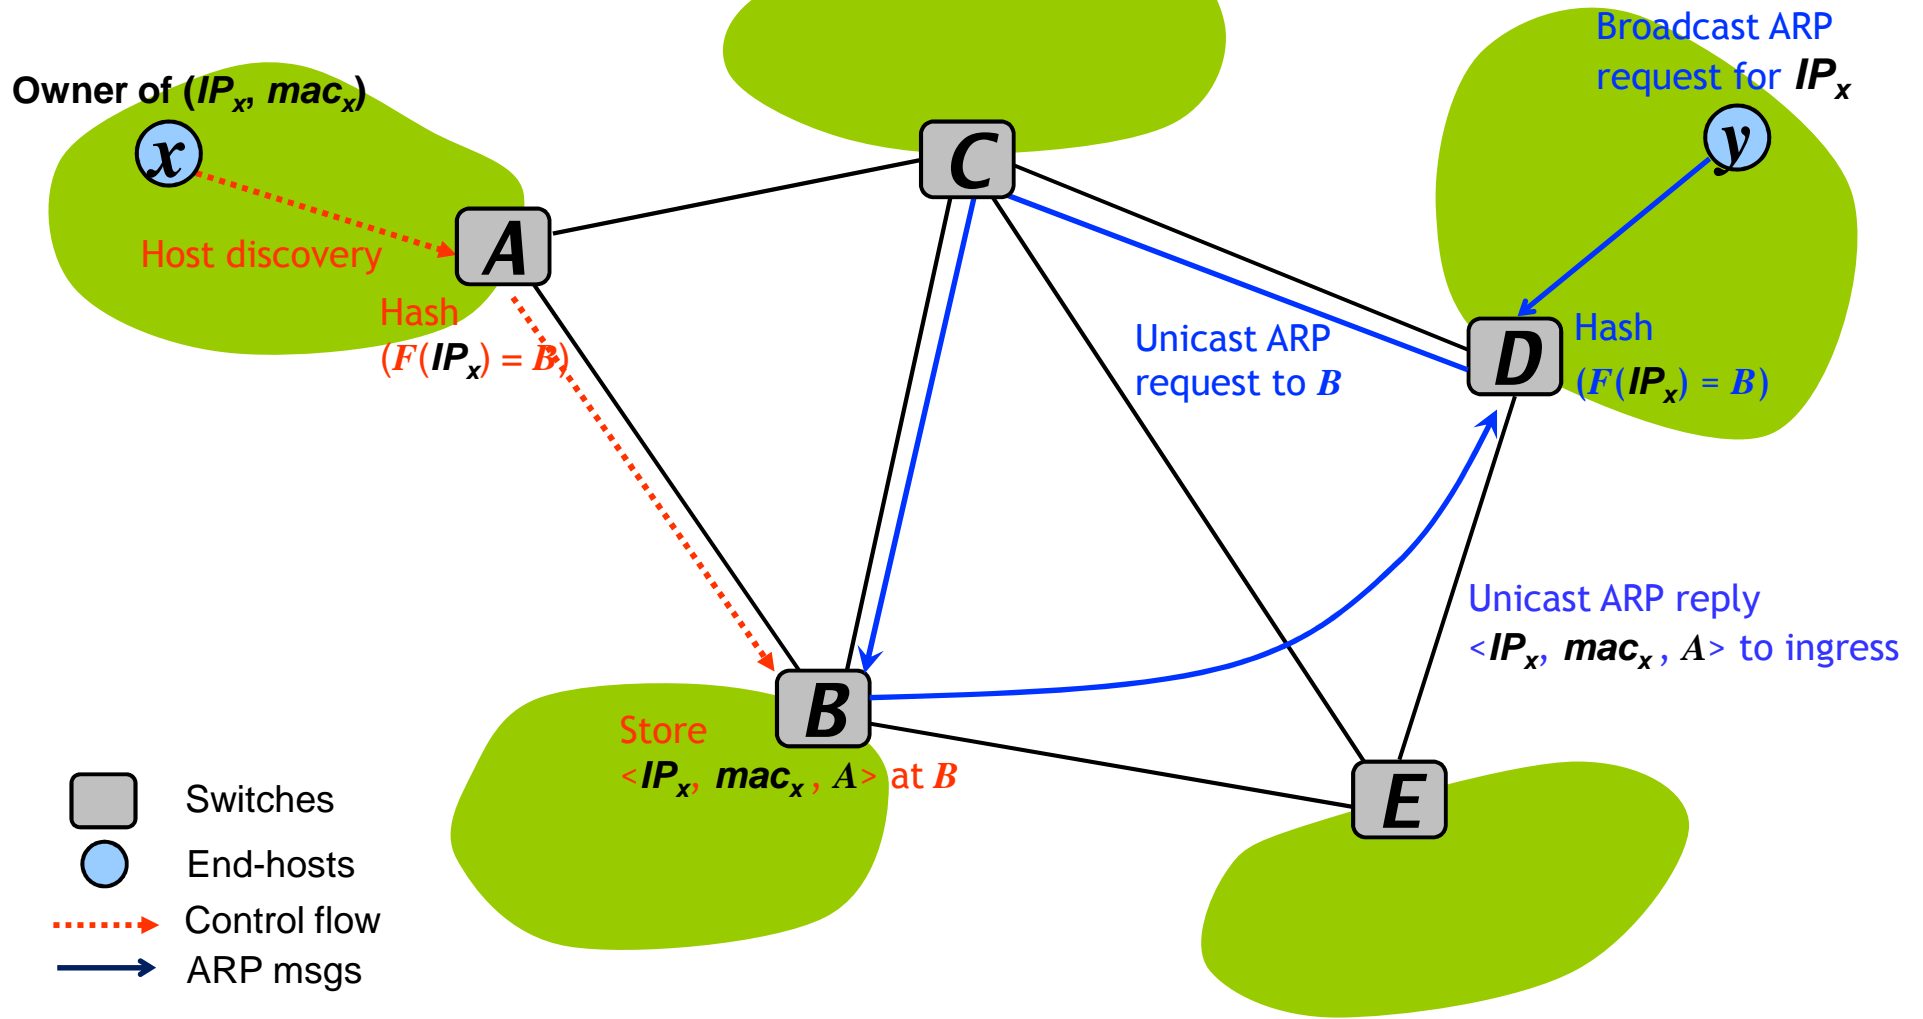 Broadcast ARP
request for IPx
Owner of (IPx, macx)
x
y
C
A
Host discovery
Hash
(F(IPx) = B)
Unicast ARP
request to B
D
Hash
(F(IPx) = B)
Unicast ARP reply
<IPx, macx , A> to ingress
B
Store
<IPx, macx , A> at B
E
Switches
End-hosts
Control flow
ARP msgs